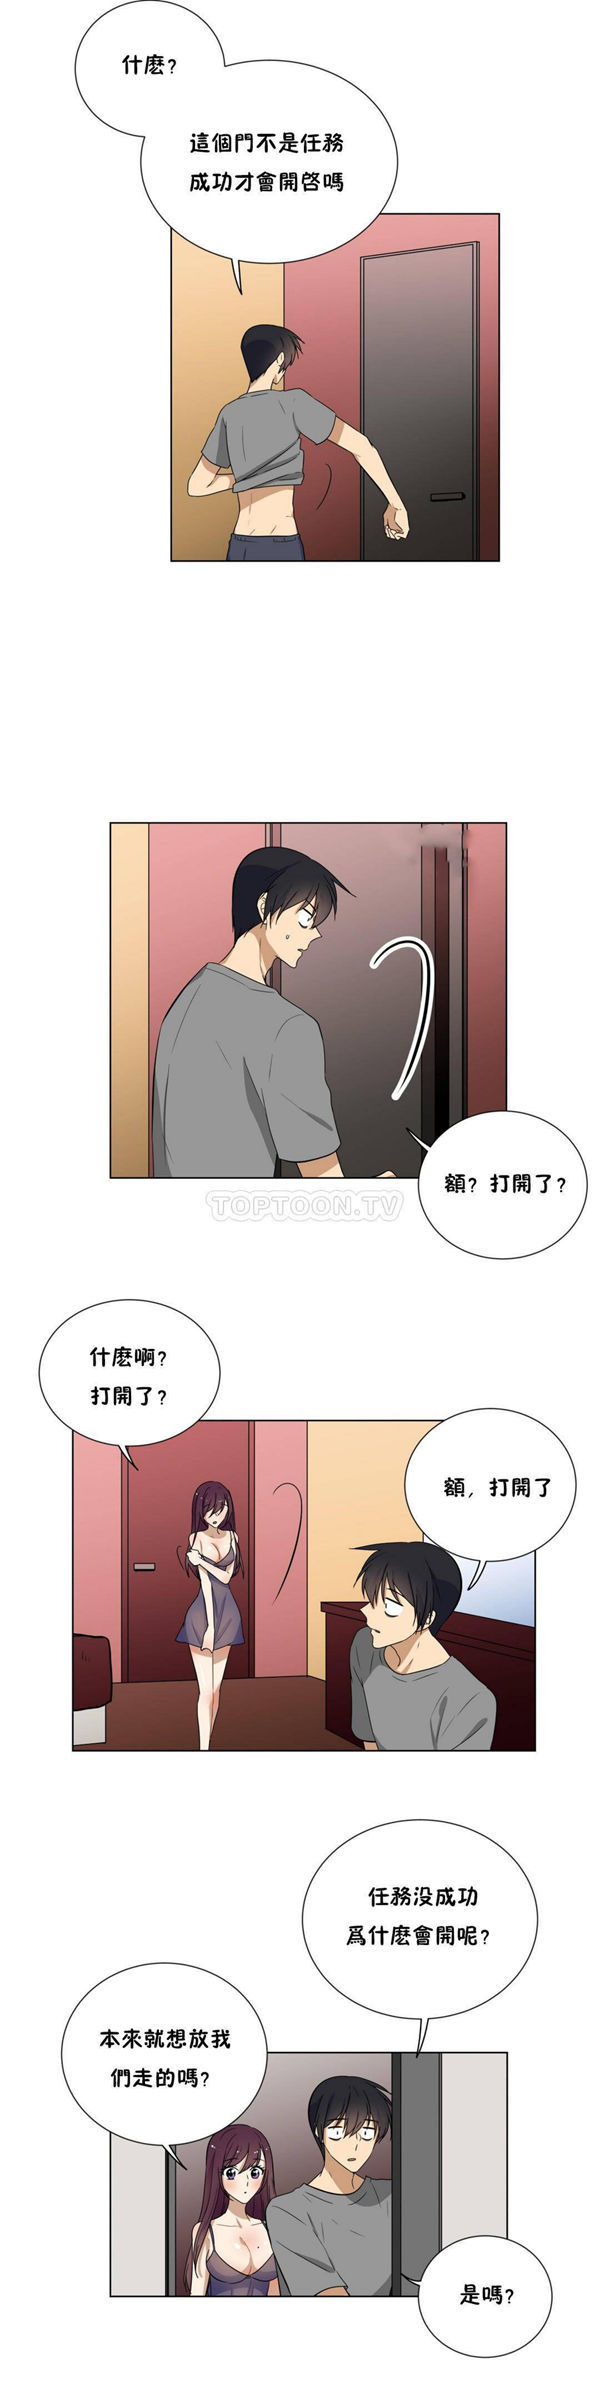 什麽?
這個門不是任務
成功才會開啓嗎
額? 打開了?
TOPTOON.TV
什麽啊?
打開了?
額, 打開了
任務没成功
爲什麽會開呢?
本來就想放我
們走的嗎?
是嗎?